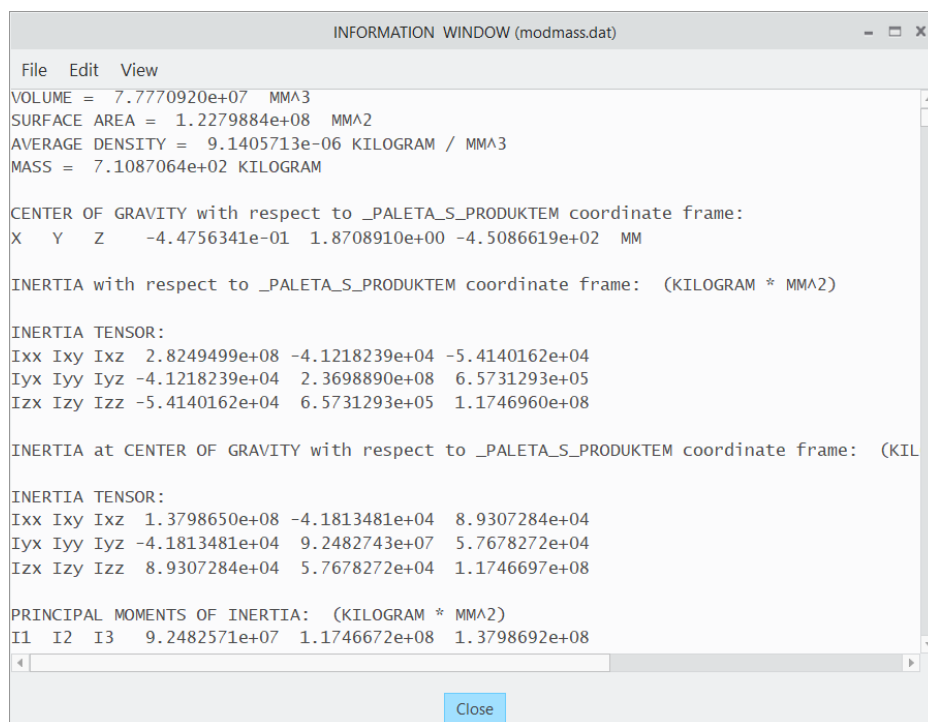 INFORMATION WINDOW (modmass.dat)
File Edit View
VOLUME = 7.7770920e+07 MM^3
SURFACE AREA = 1.2279884e+08 MM^2
AVERAGE DENSITY = 9.1405713e-06 KILOGRAM / MM^3
MASS = 7.1087064e+02 KILOGRAM
CENTER OF GRAVITY with respect to _PALETA_S_PRODUKTEM coordinate frame:
X Y Z -4.4756341e-01 1.8708910e+00 -4.5086619e+02 MM
INERTIA with respect to _PALETA_S_PRODUKTEM coordinate frame: (KILOGRAM * MM^2)
INERTIA TENSOR:
Ixx Ixy Ixz 2.8249499e+08 -4.1218239e+04 -5.4140162e+04
Iyx Iyy Iyz -4.1218239e+04 2.3698890e+08 6.5731293e+05
Izx Izy Izz -5.4140162e+04 6.5731293e+05 1.1746960e+08
INERTIA at CENTER OF GRAVITY with respect to _PALETA_S_PRODUKTEM coordinate frame: (KIL
INERTIA TENSOR:
Ixx Ixy Ixz 1.3798650e+08 -4.1813481e+04 8.9307284e+04
Iyx Iyy Iyz -4.1813481e+04 9.2482743e+07 5.7678272e+04
Izx Izy Izz 8.9307284e+04 5.7678272e+04 1.1746697e+08
PRINCIPAL MOMENTS OF INERTIA: (KILOGRAM * MM^2)
I1 I2 I3 9.2482571e+07 1.1746672e+08 1.3798692e+08
Close